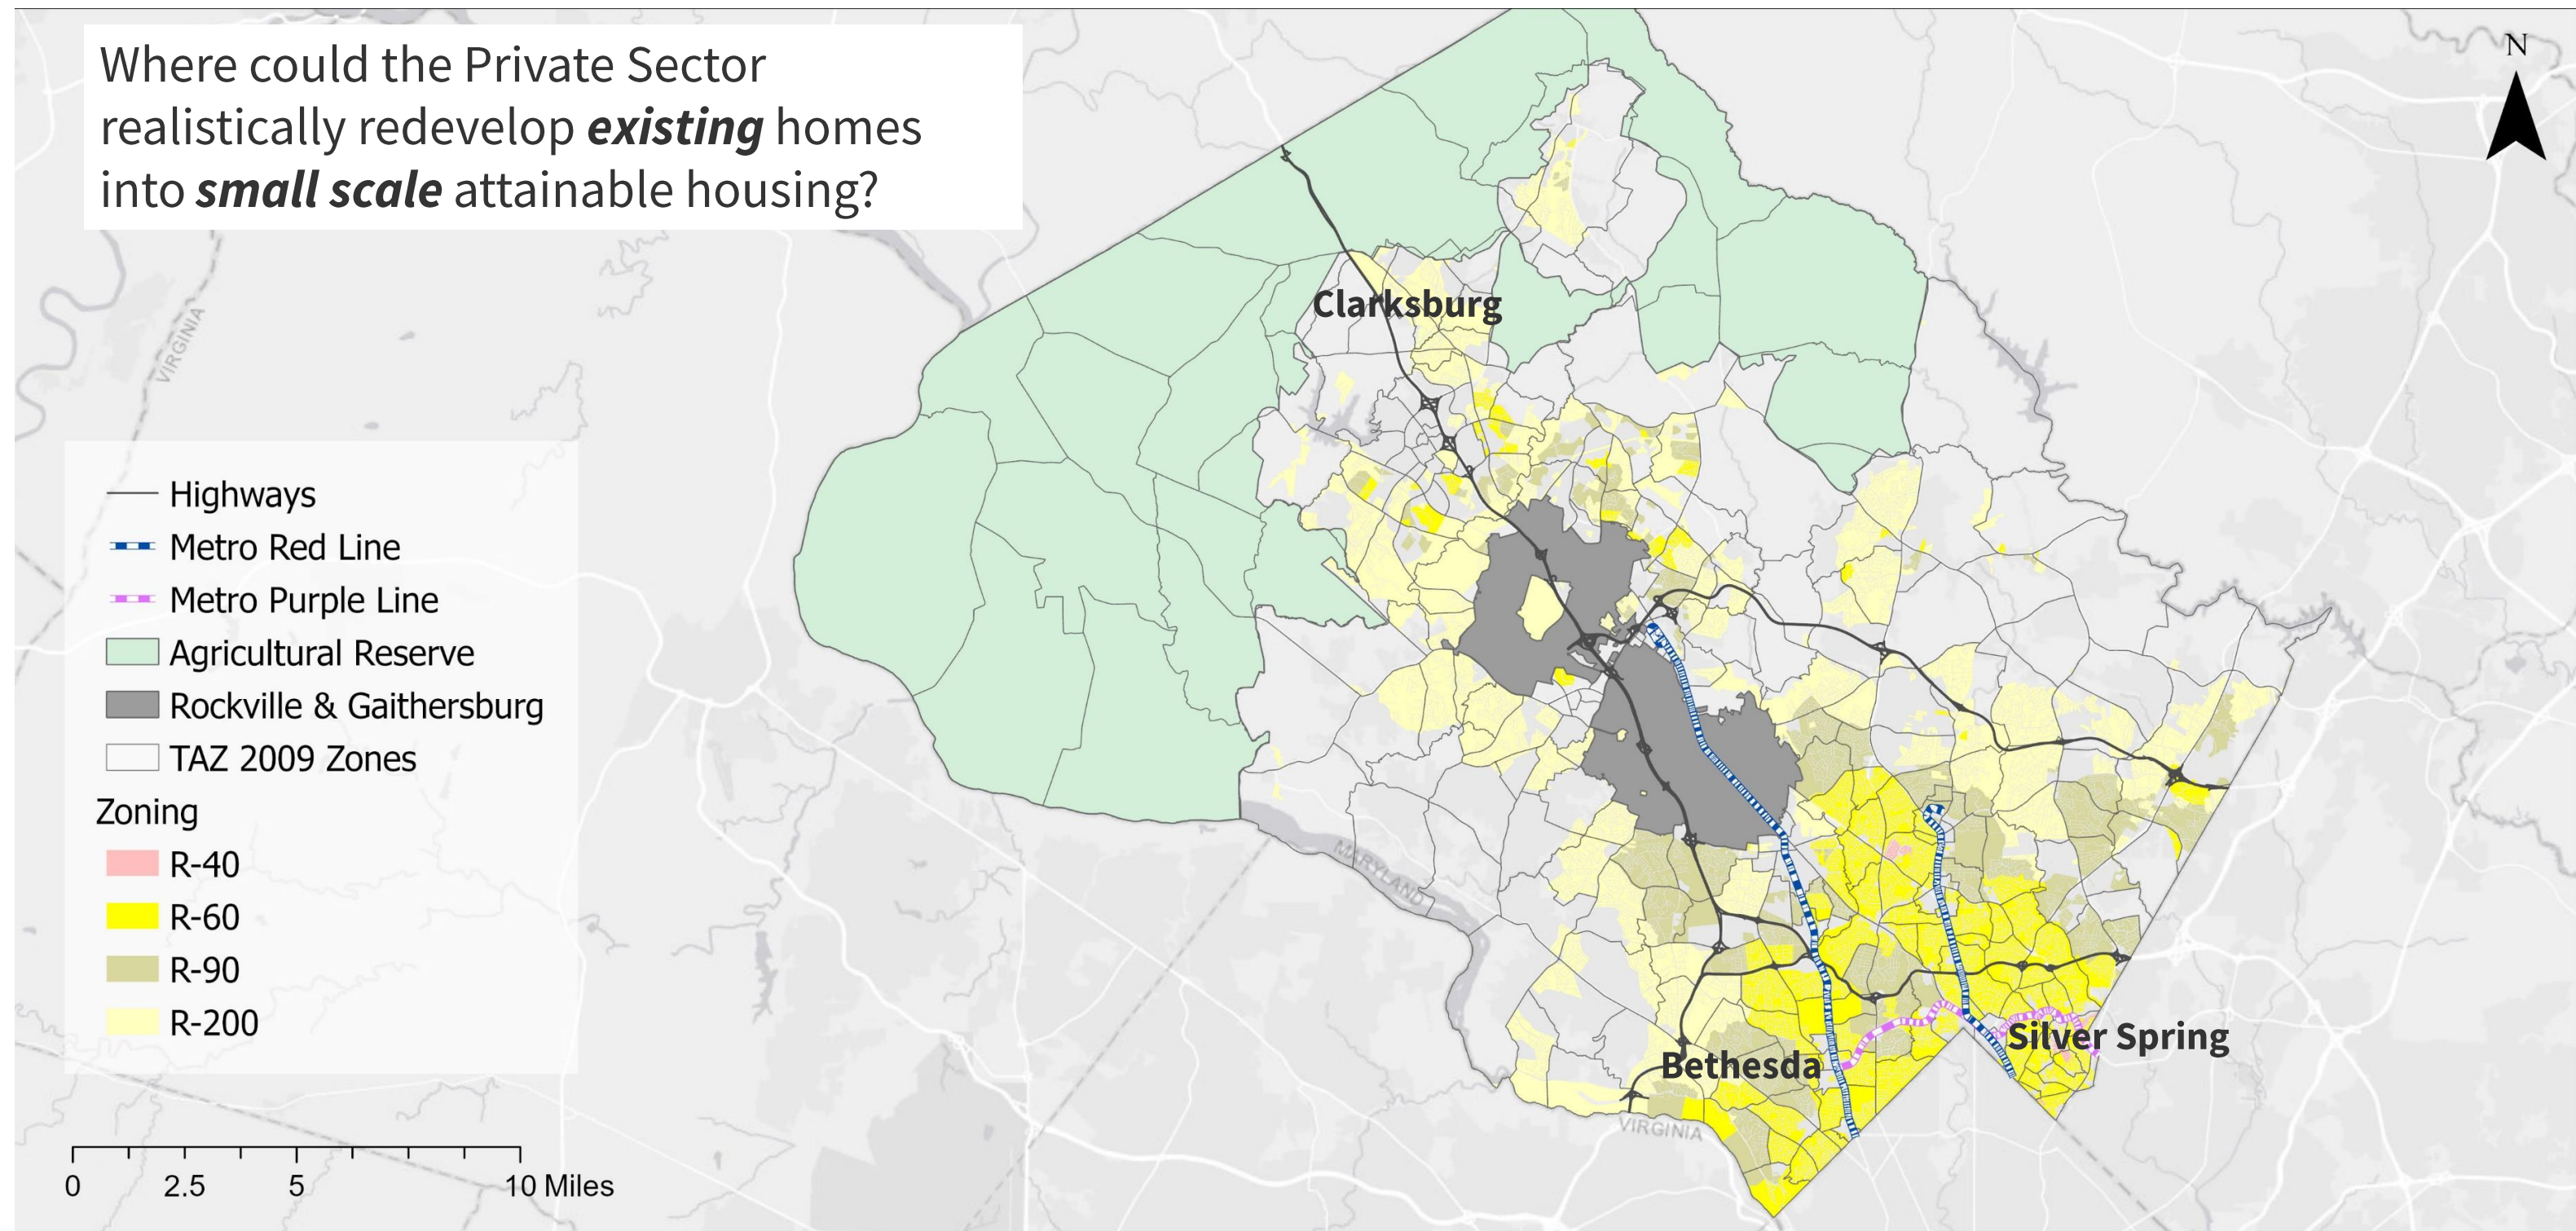 Where could the Private Sector
realistically redevelop existing homes
into small scale attainable housing?
N
VIRGINIA
Clarksburg
Highways
Metro Red Line
Metro Purple Line
Agricultural Reserve
Rockville & Gaithersburg
TAZ 2009 Zones
Zoning
R-40
R-60
R-90
R-200
MARYLAND
Silver Spring
Bethesda
VIRGINIA
0 2.5 5 10 Miles